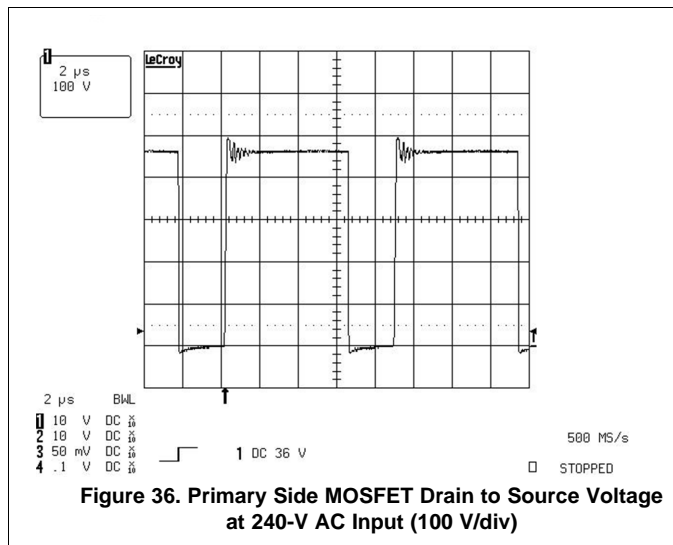 1
2 µs
100 V
LeCroy
2 µs BWL
1 10 V DC x10
2 10 V DC x10
3 50 mV DC x10
4 .1 V DC x10
1 DC 36 V
500 MS/s
STOPPED
Figure 36. Primary Side MOSFET Drain to Source Voltage
at 240-V AC Input (100 V/div)